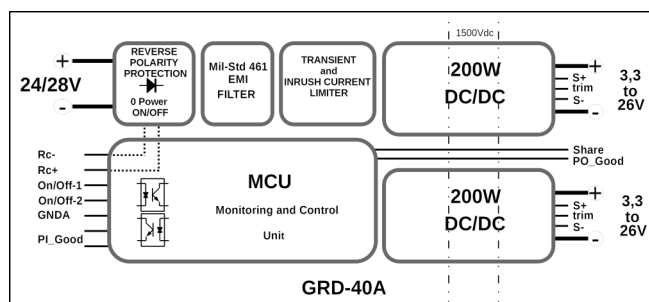 1500Vdc
REVERSE
POLARITY
PROTECTION
0 Power
ON/OFF
Mil-Std 461
EMI
FILTER
TRANSIENT
and
INRUSH CURRENT
LIMITER
200W
DC/DC
+
24/28V
-
+
S+
trim
S-
-
3,3
to
26V
Rc-
Rc+
On/Off-1
On/Off-2
GNDA
PI_Good
MCU
Monitoring and Control
Unit
Share
PO_Good
200W
DC/DC
+
S+
trim
S-
-
3,3
to
26V
GRD-40A